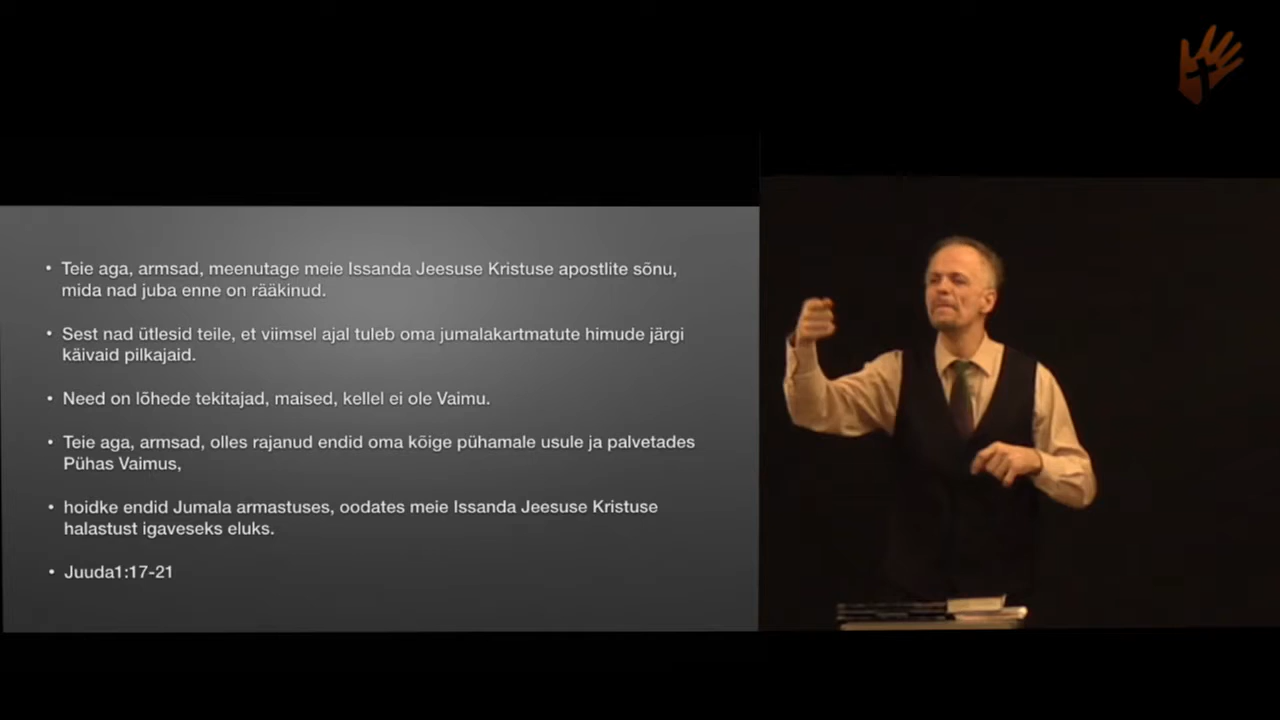 • Teie aga, armsad, meenutage meie Issanda Jeesuse Kristuse apostlite sõnu,
mida nad juba enne on rääkinud.
• Sest nad ütlesid teile, et viimsel ajal tuleb oma jumalakartmatute himude järgi
käivaid pilkajaid.
• Need on lõhede tekitajad, maised, kellel ei ole Vaimu.
• Teie aga, armsad, olles rajanud endid oma kõige pühamale usule ja palvetades
Pühas Vaimus,
• hoidke endid Jumala armastuses, oodates meie Issanda Jeesuse Kristuse
halastust igaveseks eluks.
• Juuda1:17-21